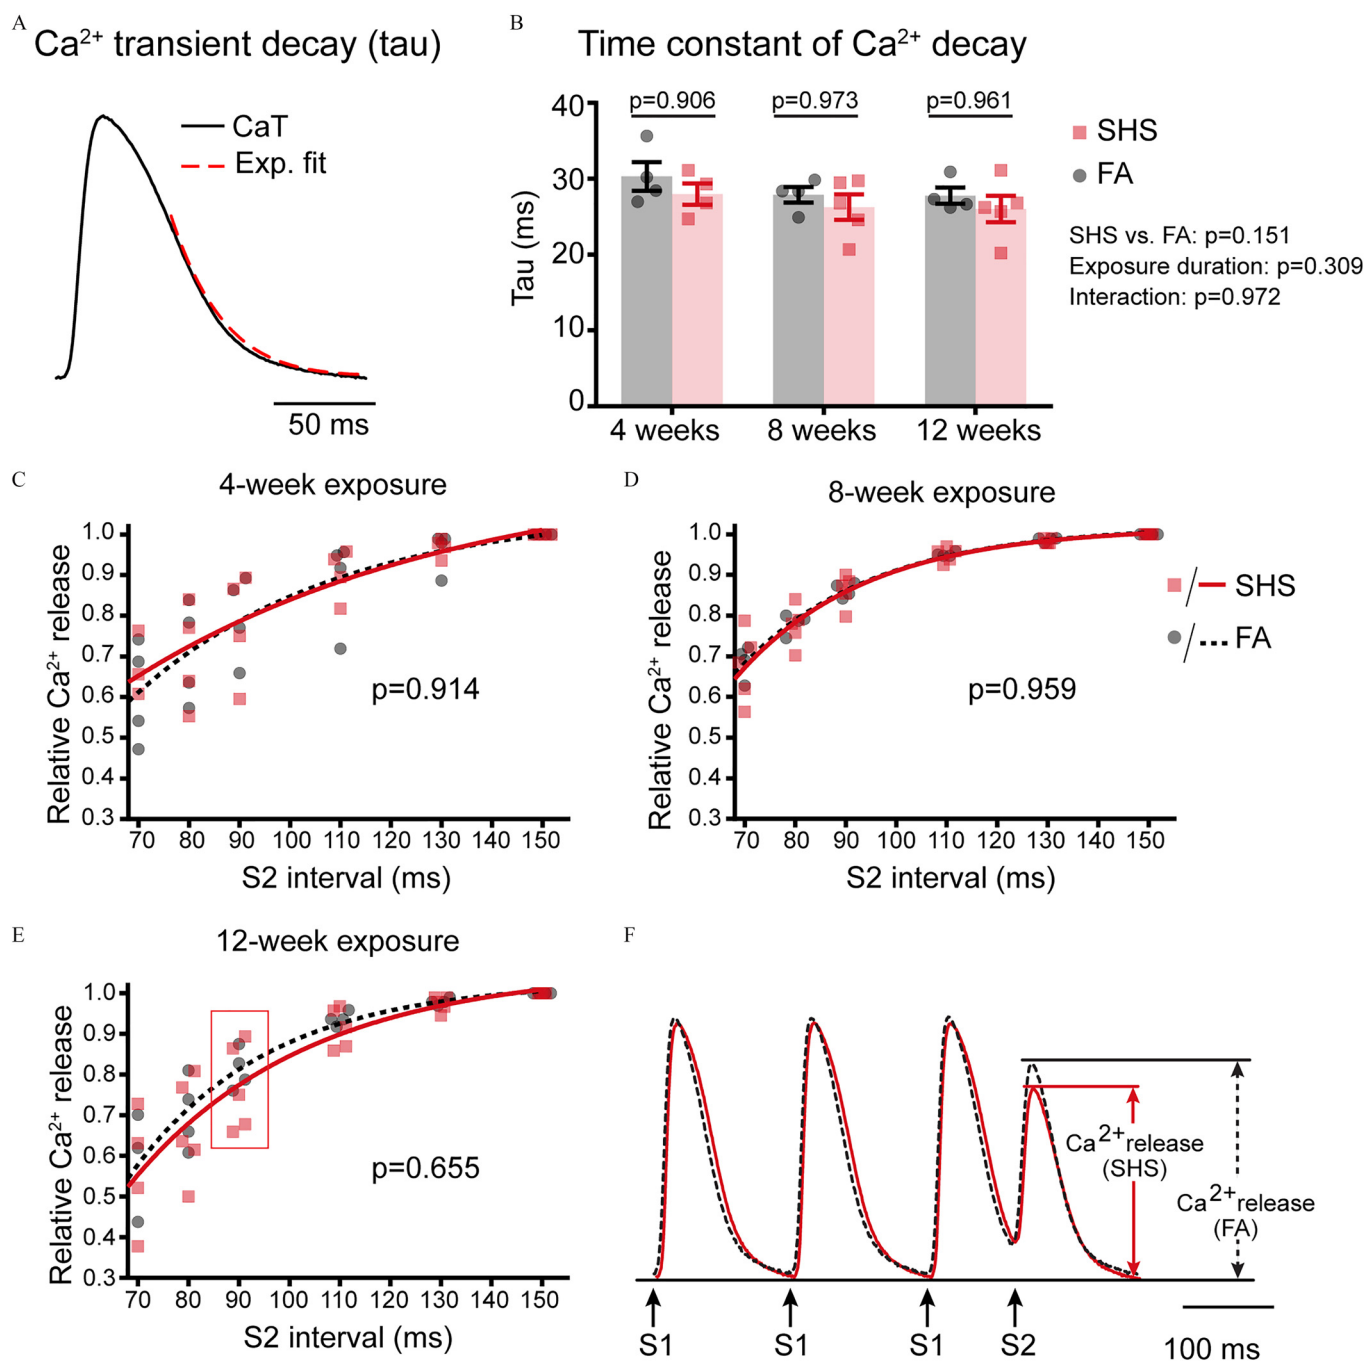 A
Ca²⁺ transient decay (tau)
CaT
Exp. fit
50 ms
B
Time constant of Ca²⁺ decay
p=0.906
p=0.973
p=0.961
40
30
20
10
0
Tau (ms)
4 weeks
8 weeks
12 weeks
SHS
FA
SHS vs. FA: p=0.151
Exposure duration: p=0.309
Interaction: p=0.972
C
4-week exposure
1.0
0.9
0.8
0.7
0.6
0.5
0.4
0.3
Relative Ca²⁺ release
p=0.914
70 80 90 100 110 120 130 140 150
S2 interval (ms)
D
8-week exposure
1.0
0.9
0.8
0.7
0.6
0.5
0.4
0.3
Relative Ca²⁺ release
p=0.959
70 80 90 100 110 120 130 140 150
S2 interval (ms)
/ SHS
/ FA
E
12-week exposure
1.0
0.9
0.8
0.7
0.6
0.5
0.4
0.3
Relative Ca²⁺ release
p=0.655
70 80 90 100 110 120 130 140 150
S2 interval (ms)
F
Ca²⁺release
(SHS)
Ca²⁺release
(FA)
S1 S1 S1 S2
100 ms